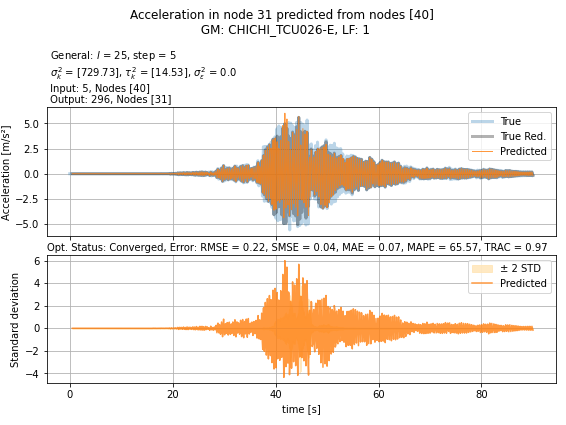 Acceleration in node 31 predicted from nodes [40]
GM: CHICHI_TCU026-E, LF: 1
General: l = 25, step = 5
σ²ₖ = [729.73], τ²ₖ = [14.53], σ²ε = 0.0
Input: 5, Nodes [40]
Output: 296, Nodes [31]
Acceleration [m/s²]
5.0
2.5
0.0
−2.5
−5.0
True
True Red.
Predicted
Opt. Status: Converged, Error: RMSE = 0.22, SMSE = 0.04, MAE = 0.07, MAPE = 65.57, TRAC = 0.97
Standard deviation
6
4
2
0
−2
−4
± 2 STD
Predicted
0 20 40 60 80
time [s]